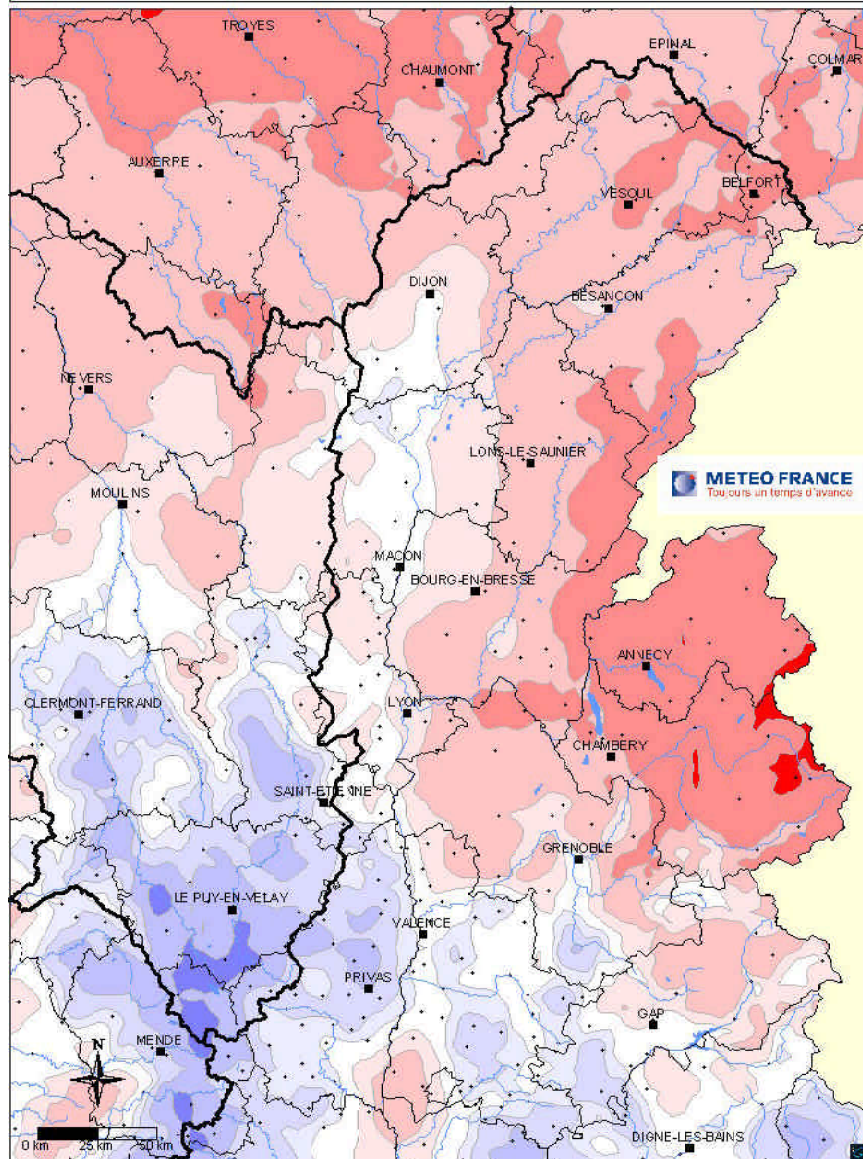 TROYES
EPINAL
CHAUMONT
COLMAR
AUXERRE
VESOUL
BELFORT
DIJON
BESANCON
NEVERS
LONS-LE-SAUNIER
METEO FRANCE
Toujours un temps d'avance
MOULINS
MACON
BOURG-EN-BRESSE
ANNECY
CLERMONT-FERRAND
LYON
CHAMBERY
SAINT-ETIENNE
GRENOBLE
LE PUY-EN-VELAY
VALENCE
PRIVAS
GAP
MENDE
N
DIGNE-LES-BAINS
0 km 25 km 50 km